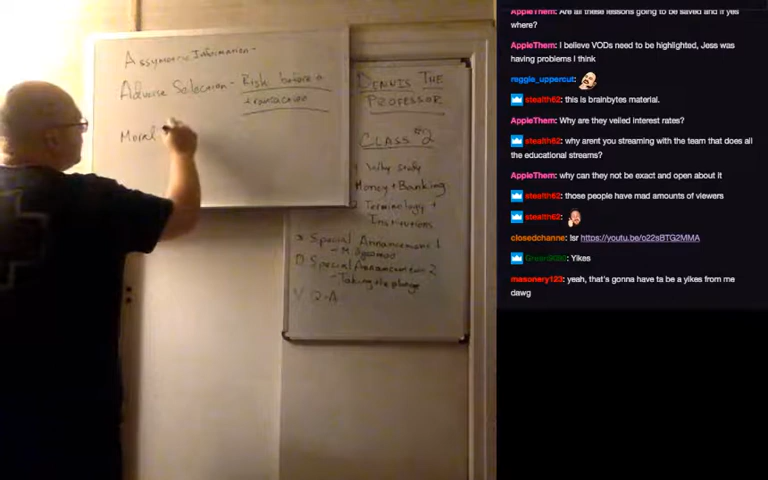 Assymetric Information -
Adverse Selection - Risk before a
transaction
Moral
DENNIS THE
PROFESSOR
CLASS #2
I Why study
Money + Banking
II Terminology +
Institutions
III Special Announcement 1
Special Announcement 2
- Taking the plunge
V Q-A
AppleThem: Are all these lessons going to be saved and if yes
where?
AppleThem: I believe VODs need to be highlighted, Jess was
having problems I think
reggie_uppercut:
stealth62: this is brainbytes material.
AppleThem: Why are they veiled interest rates?
stealth62: why arent you streaming with the team that does all
the educational streams?
AppleThem: why can they not be exact and open about it
stealth62: those people have mad amounts of viewers
stealth62:
closedchanne: lsr https://youtu.be/o22sBTG2MMA
Yikes
masonery123: yeah, that's gonna have ta be a yikes from me
dawg